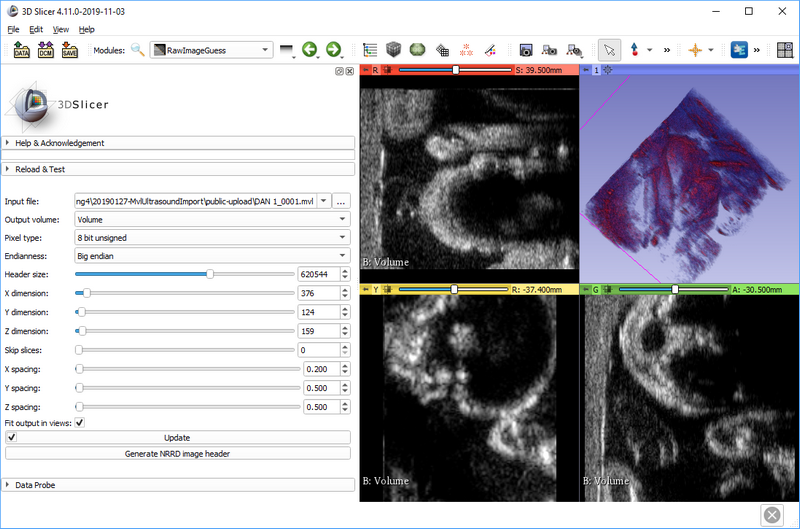 3D Slicer 4.11.0-2019-11-03
File Edit View Help
DATA DCM SAVE Modules: RawImageGuess » » »
R S: 39.500mm
1
3DSlicer
Help & Acknowledgement
Reload & Test
Input file: ng4\20190127-MvlUltrasoundImport\public-upload\DAN 1_0001.mvl ...
Output volume: Volume
Pixel type: 8 bit unsigned
Endianness: Big endian
Header size: 620544
X dimension: 376
Y dimension: 124
Z dimension: 159
Skip slices: 0
X spacing: 0.200
Y spacing: 0.500
Z spacing: 0.500
Fit output in views:
Update
Generate NRRD image header
Data Probe
B: Volume
Y R: -37.400mm
G A: -30.500mm
B: Volume
B: Volume